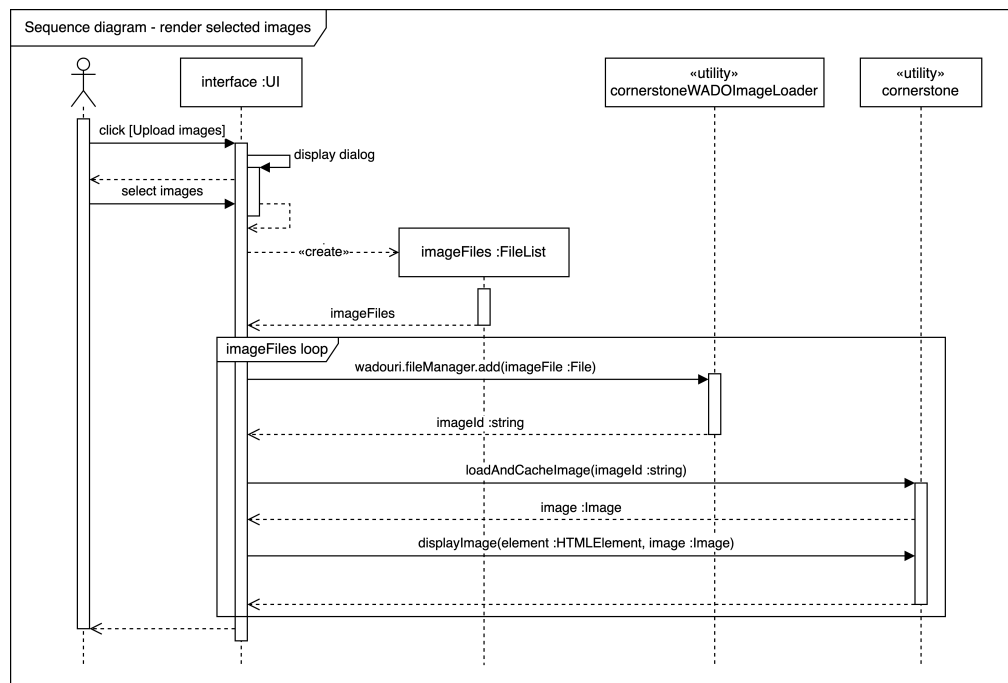 Sequence diagram - render selected images
interface :UI
«utility»
cornerstoneWADOImageLoader
«utility»
cornerstone
click [Upload images]
display dialog
select images
«create»
imageFiles :FileList
imageFiles
imageFiles loop
wadouri.fileManager.add(imageFile :File)
imageId :string
loadAndCacheImage(imageId :string)
image :Image
displayImage(element :HTMLElement, image :Image)